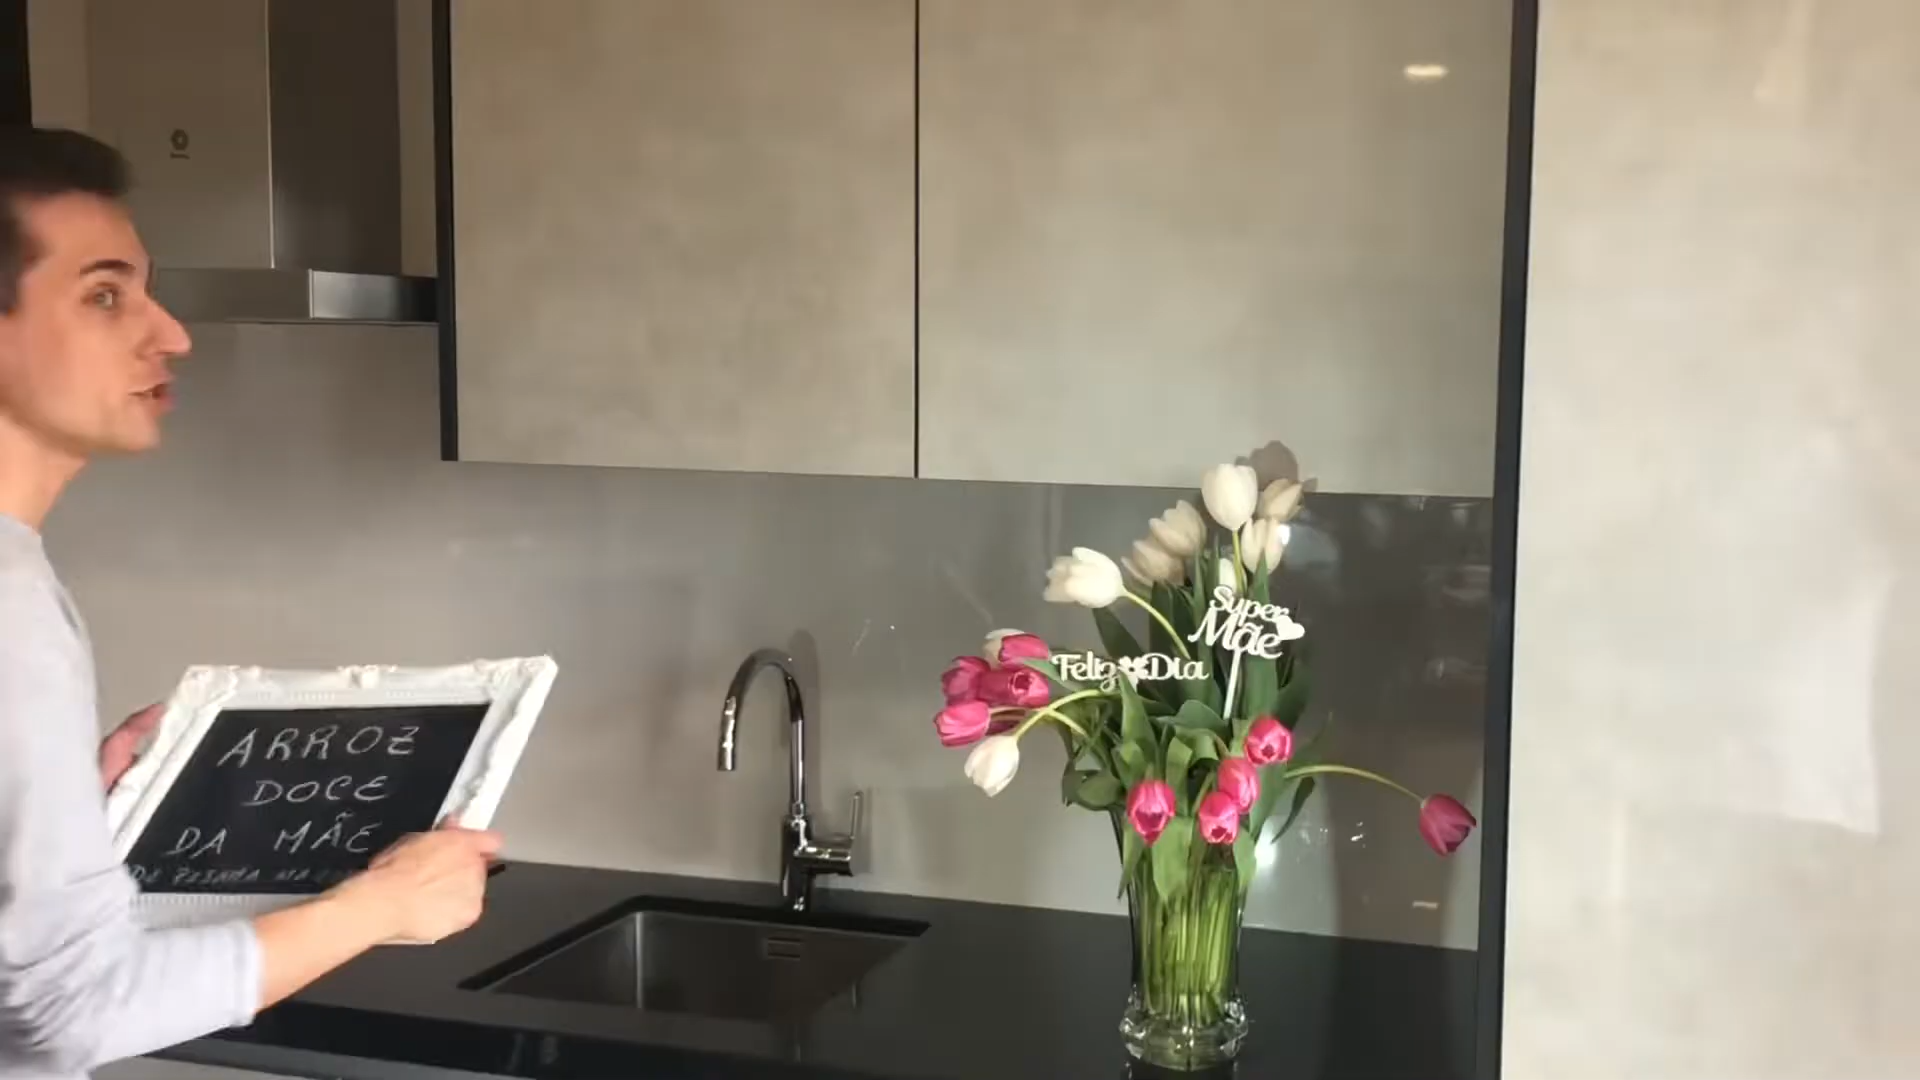 ARROZ
DOCE
DA MÃE
Feliz Dia
Super
Mãe